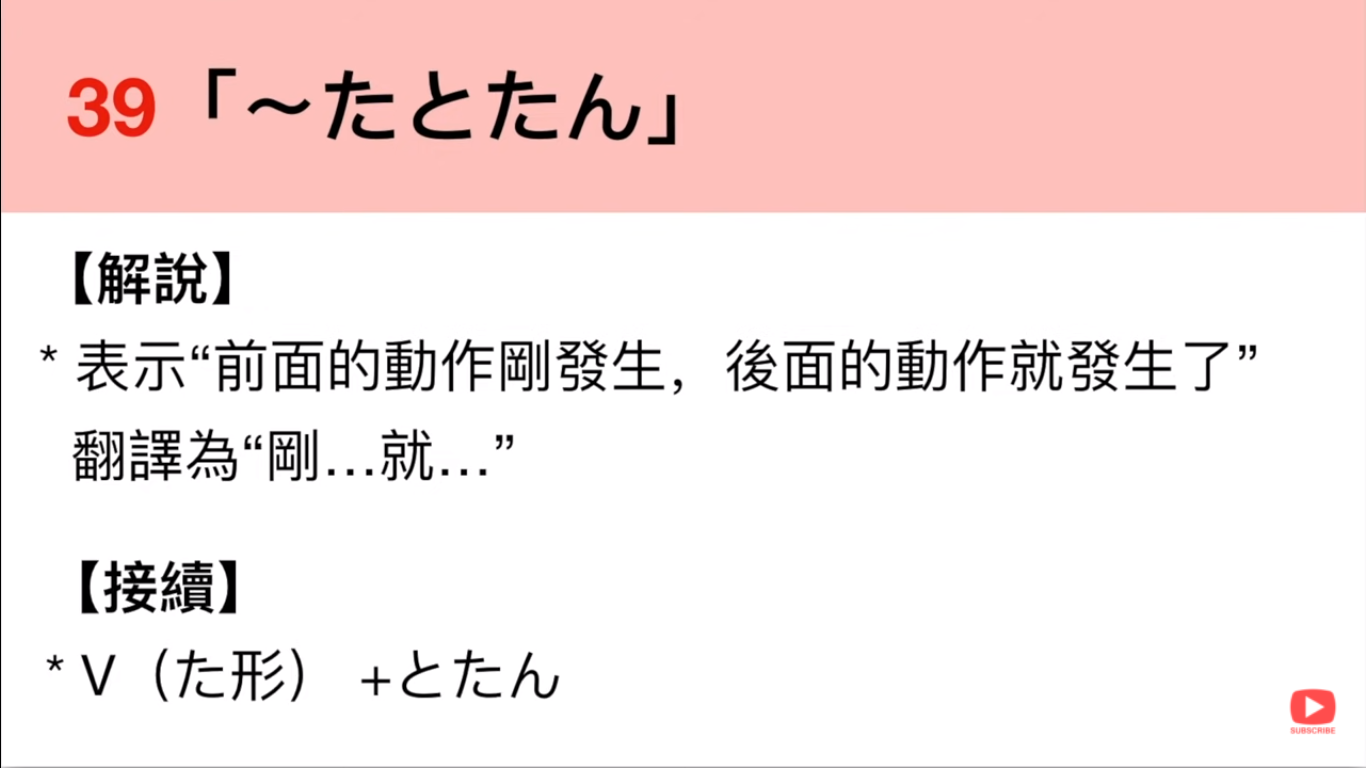 39「～たとたん」
【解說】
* 表示“前面的動作剛發生，後面的動作就發生了”
翻譯為“剛…就…”
【接續】
* V（た形） +とたん
SUBSCRIBE